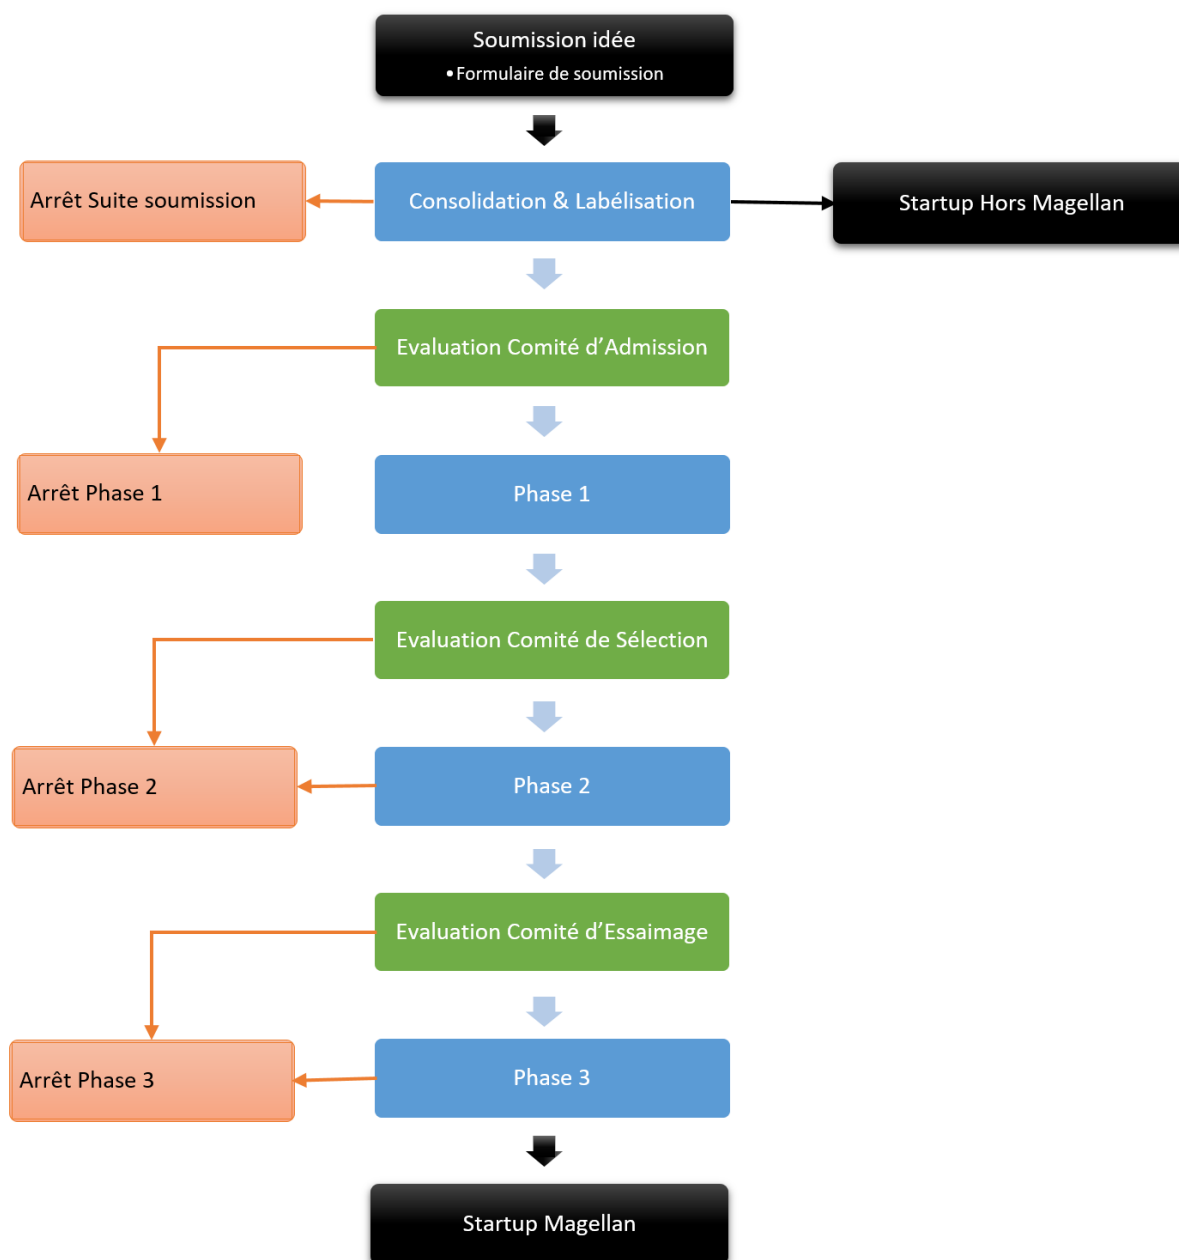 Soumission idée
• Formulaire de soumission
Arrêt Suite soumission
Consolidation & Labélisation
Startup Hors Magellan
Evaluation Comité d’Admission
Arrêt Phase 1
Phase 1
Evaluation Comité de Sélection
Arrêt Phase 2
Phase 2
Evaluation Comité d’Essaimage
Arrêt Phase 3
Phase 3
Startup Magellan